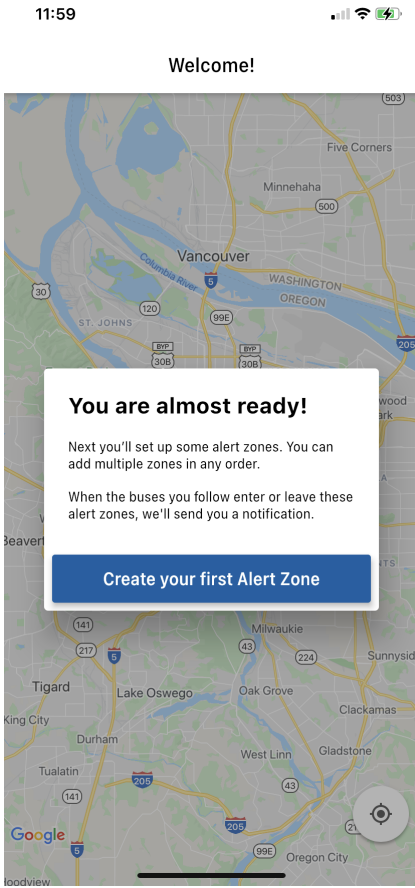 11:59
Welcome!
503
Five Corners
Minnehaha
500
Vancouver
Columbia River
5
WASHINGTON
OREGON
30
120
99E
ST. JOHNS
205
BYP
30B
BYP
30B
You are almost ready!
Next you'll set up some alert zones. You can
add multiple zones in any order.
When the buses you follow enter or leave these
alert zones, we'll send you a notification.
Create your first Alert Zone
141
Milwaukie
217
5
43
224
Sunnysid
Tigard
Lake Oswego
Oak Grove
King City
Clackamas
Durham
West Linn
Gladstone
Tualatin
205
43
141
Google
5
205
99E
Oregon City